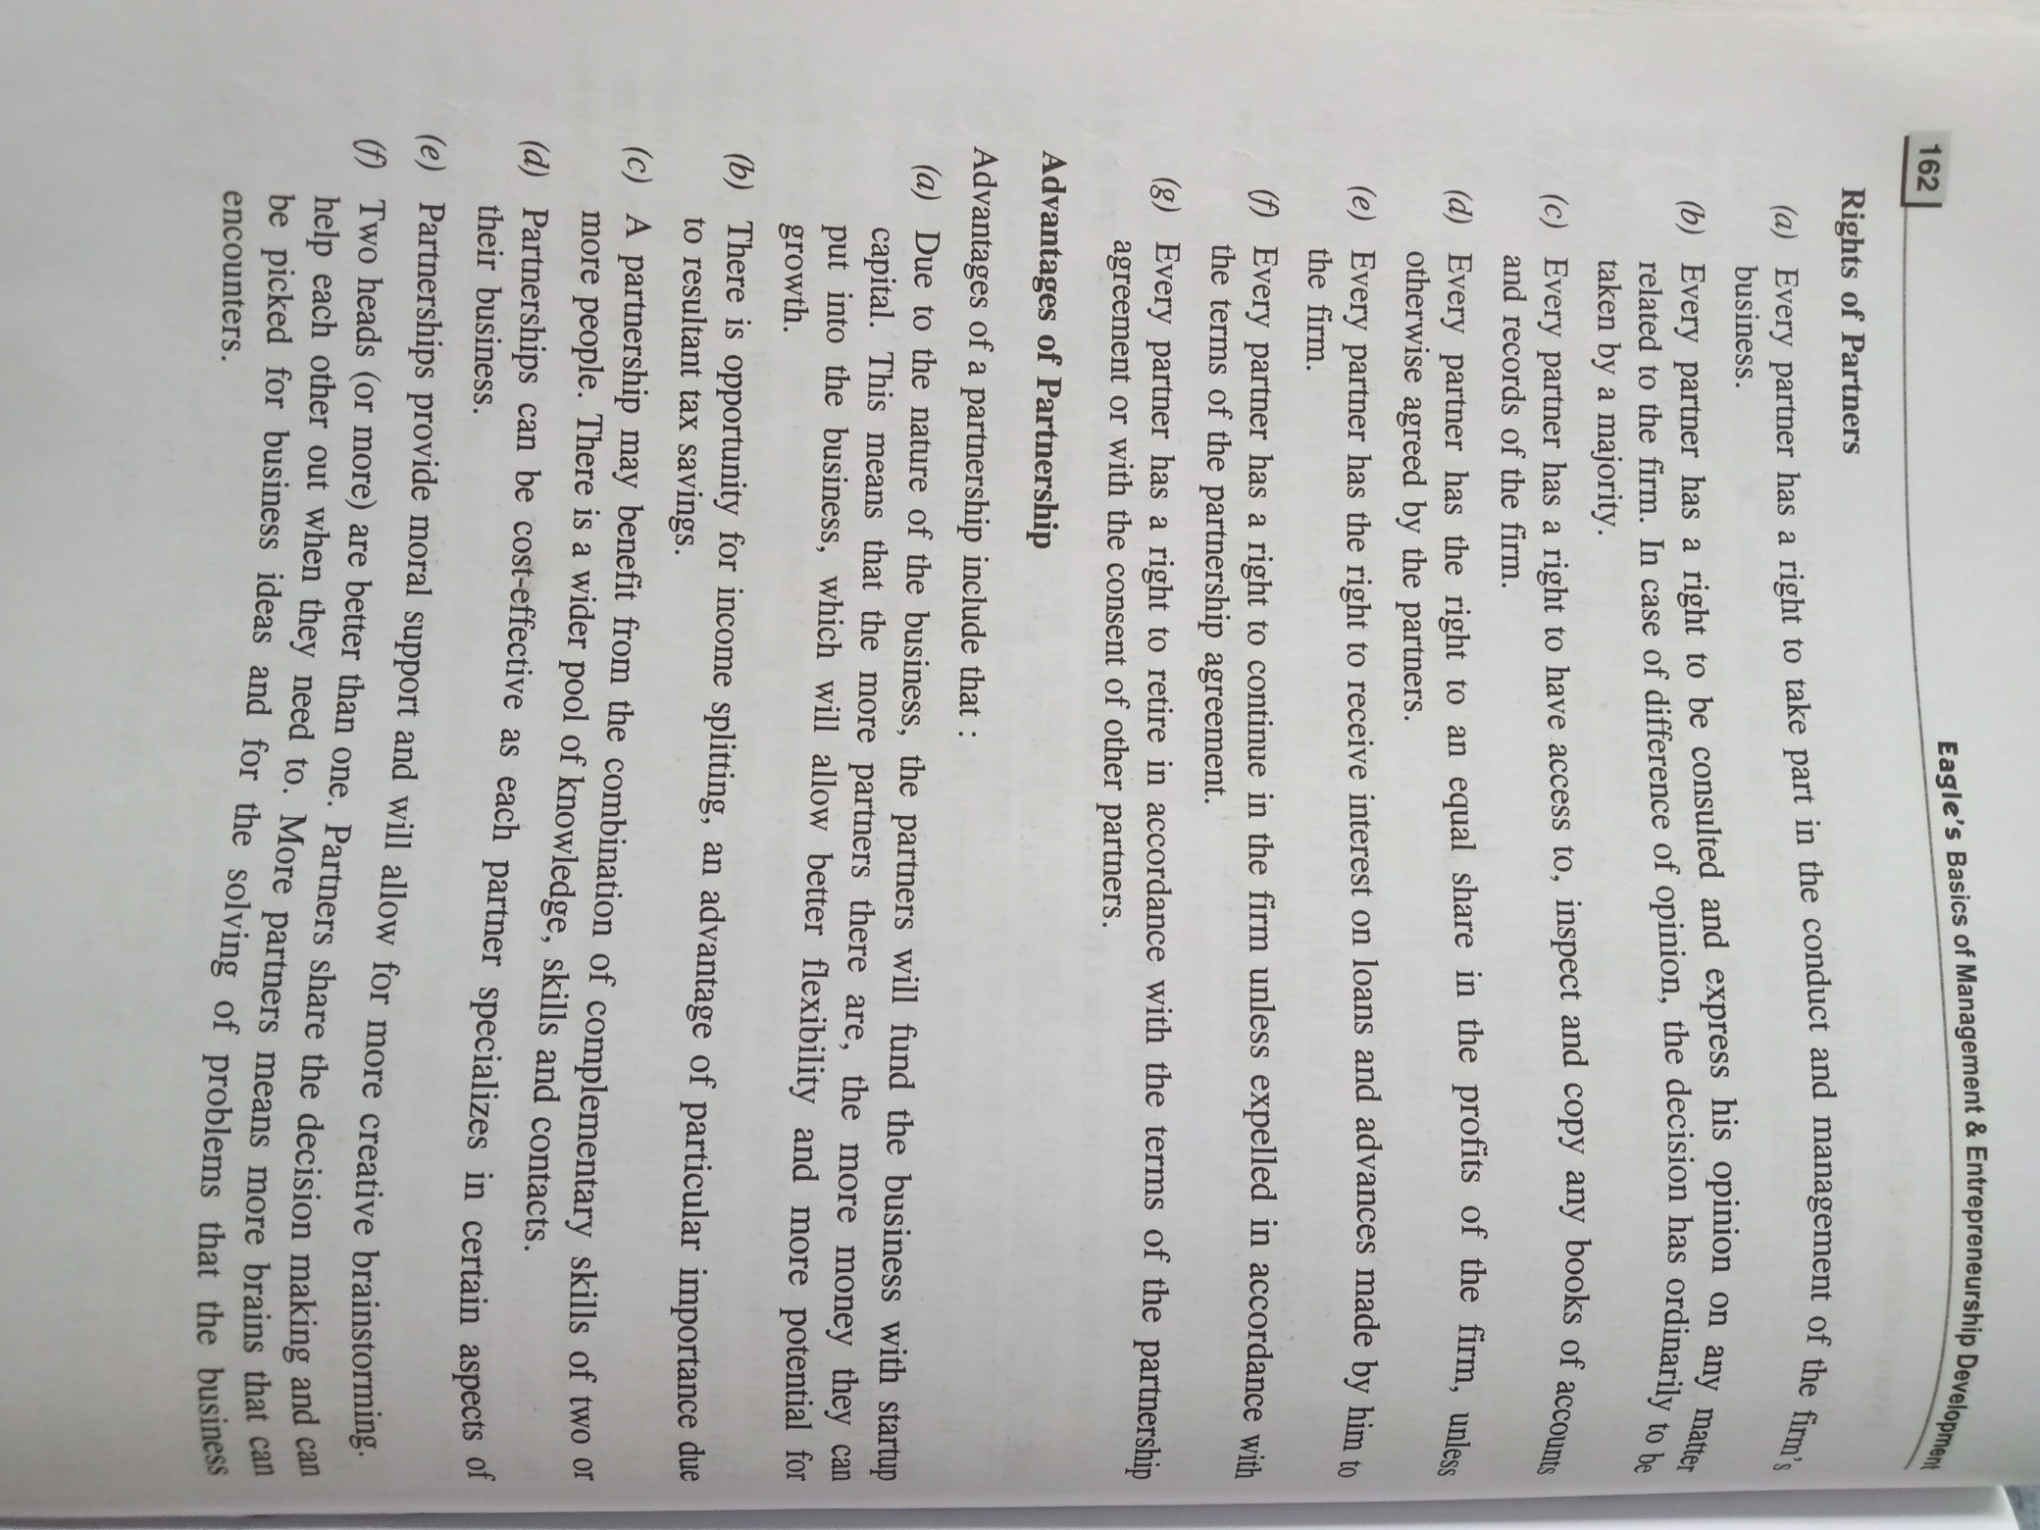 162
Eagle's Basics of Management & Entrepreneurship Development
Rights of Partners
(a) Every partner has a right to take part in the conduct and management of the firm's
business.
(b) Every partner has a right to be consulted and express his opinion on any matter
related to the firm. In case of difference of opinion, the decision has ordinarily to be
taken by a majority.
(c) Every partner has a right to have access to, inspect and copy any books of accounts
and records of the firm.
(d) Every partner has the right to an equal share in the profits of the firm, unless
otherwise agreed by the partners.
(e) Every partner has the right to receive interest on loans and advances made by him to
the firm.
(f) Every partner has a right to continue in the firm unless expelled in accordance with
the terms of the partnership agreement.
(g) Every partner has a right to retire in accordance with the terms of the partnership
agreement or with the consent of other partners.
Advantages of Partnership
Advantages of a partnership include that :
(a) Due to the nature of the business, the partners will fund the business with startup
capital. This means that the more partners there are, the more money they can
put into the business, which will allow better flexibility and more potential for
growth.
(b) There is opportunity for income splitting, an advantage of particular importance due
to resultant tax savings.
(c) A partnership may benefit from the combination of complementary skills of two or
more people. There is a wider pool of knowledge, skills and contacts.
(d) Partnerships can be cost-effective as each partner specializes in certain aspects of
their business.
(e) Partnerships provide moral support and will allow for more creative brainstorming.
(f) Two heads (or more) are better than one. Partners share the decision making and can
help each other out when they need to. More partners means more brains that can
be picked for business ideas and for the solving of problems that the business
encounters.